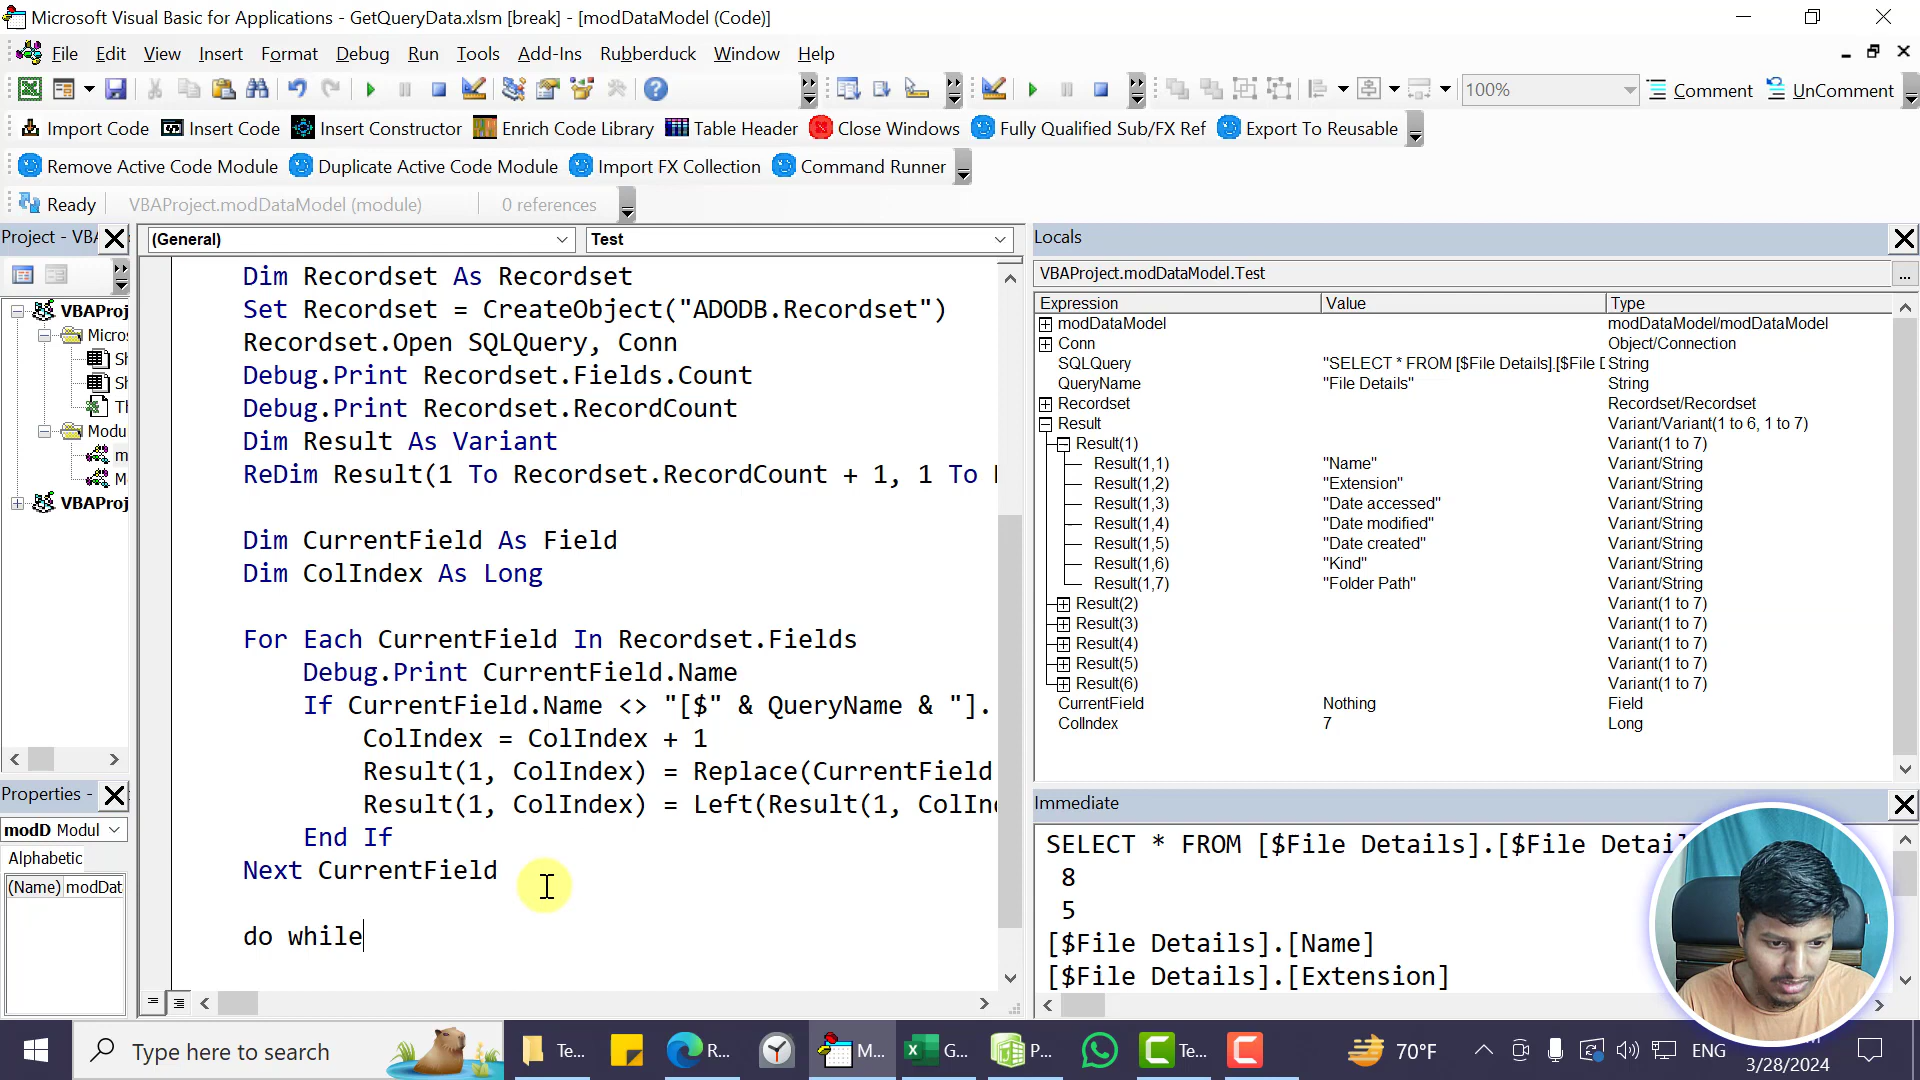 Microsoft Visual Basic for Applications - GetQueryData.xlsm [break] - [modDataModel (Code)]
File Edit View Insert Format Debug Run Tools Add-Ins Rubberduck Window Help
100% Comment UnComment
Import Code Insert Code Insert Constructor Enrich Code Library Table Header Close Windows Fully Qualified Sub/FX Ref Export To Reusable
Remove Active Code Module Duplicate Active Code Module Import FX Collection Command Runner
Ready VBAProject.modDataModel (module) 0 references
Project - VBA
VBAProj
Micros
Sh
Sh
Th
Modu
m
M
VBAProj
Properties -
modD Modul
Alphabetic
(Name) modDat
(General) Test
Dim Recordset As Recordset
Set Recordset = CreateObject("ADODB.Recordset")
Recordset.Open SQLQuery, Conn
Debug.Print Recordset.Fields.Count
Debug.Print Recordset.RecordCount
Dim Result As Variant
ReDim Result(1 To Recordset.RecordCount + 1, 1 To
Dim CurrentField As Field
Dim ColIndex As Long
For Each CurrentField In Recordset.Fields
Debug.Print CurrentField.Name
If CurrentField.Name <> "[$" & QueryName & "].
ColIndex = ColIndex + 1
Result(1, ColIndex) = Replace(CurrentField
Result(1, ColIndex) = Left(Result(1, ColIn
End If
Next CurrentField
do while
Locals
VBAProject.modDataModel.Test ...
Expression Value Type
modDataModel modDataModel/modDataModel
Conn Object/Connection
SQLQuery "SELECT * FROM [$File Details].[$File D String
QueryName "File Details" String
Recordset Recordset/Recordset
Result Variant/Variant(1 to 6, 1 to 7)
Result(1) Variant(1 to 7)
Result(1,1) "Name" Variant/String
Result(1,2) "Extension" Variant/String
Result(1,3) "Date accessed" Variant/String
Result(1,4) "Date modified" Variant/String
Result(1,5) "Date created" Variant/String
Result(1,6) "Kind" Variant/String
Result(1,7) "Folder Path" Variant/String
Result(2) Variant(1 to 7)
Result(3) Variant(1 to 7)
Result(4) Variant(1 to 7)
Result(5) Variant(1 to 7)
Result(6) Variant(1 to 7)
CurrentField Nothing Field
ColIndex 7 Long
Immediate
SELECT * FROM [$File Details].[$File Detai
8
5
[$File Details].[Name]
[$File Details].[Extension]
Type here to search
Te... R... M... G... P... Te...
70°F ENG
3/28/2024